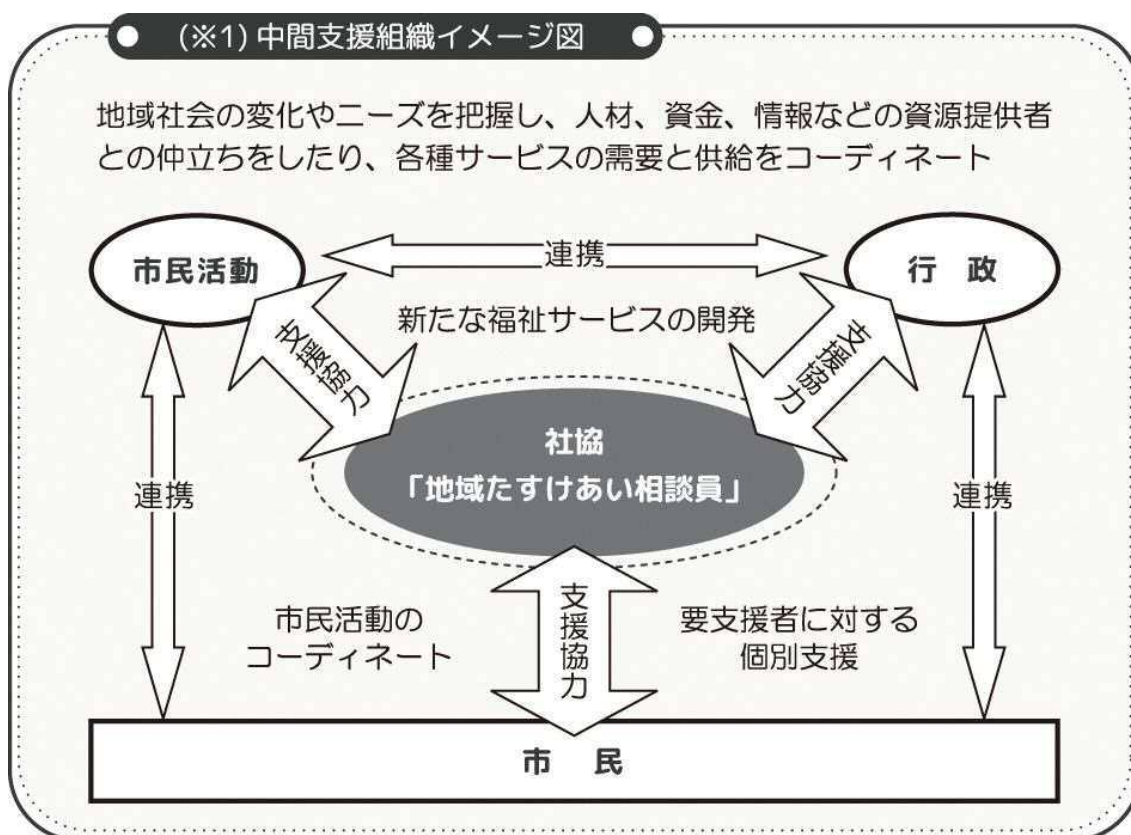 (※1) 中間支援組織イメージ図
地域社会の変化やニーズを把握し、人材、資金、情報などの資源提供者
との仲立ちをしたり、各種サービスの需要と供給をコーディネート
市民活動
連携
行 政
新たな福祉サービスの開発
支援協力
支援協力
社協
「地域たすけあい相談員」
連携
連携
市民活動の
コーディネート
支援協力
要支援者に対する
個別支援
市 民